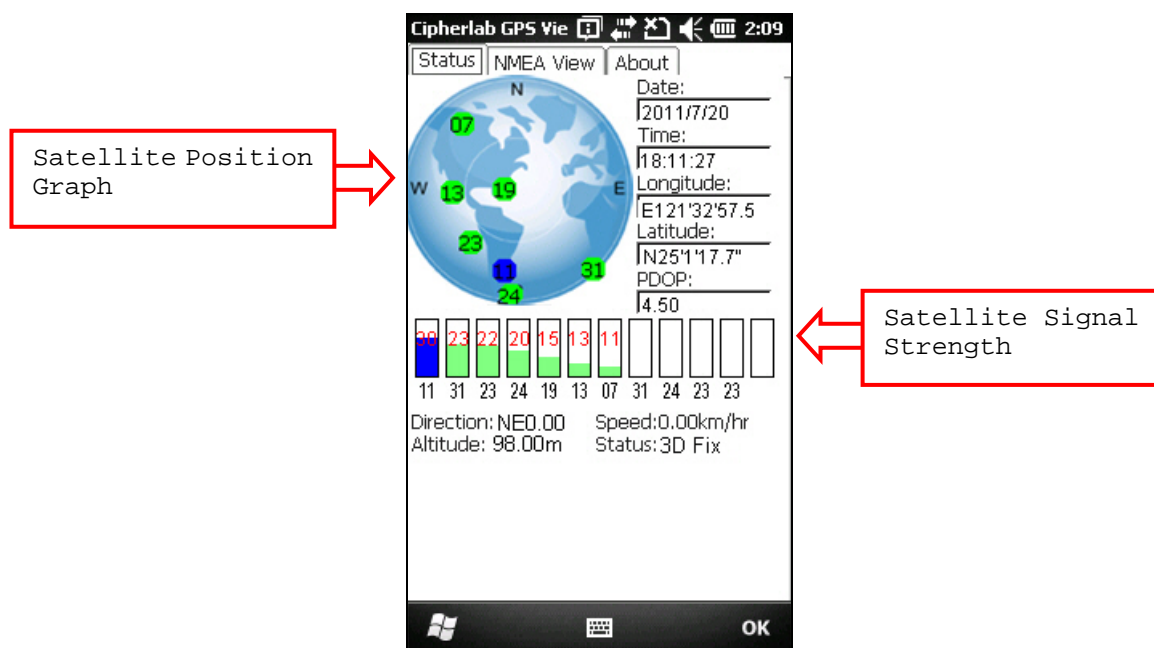 Cipherlab GPS Vie 2:09
Status NMEA View About
N
W
E
07
13
19
23
11
31
24
Date:
2011/7/20
Time:
18:11:27
Longitude:
E121'32'57.5
Latitude:
N25'1'17.7"
PDOP:
4.50
Satellite Position
Graph
Satellite Signal
Strength
30 23 22 20 15 13 11
11 31 23 24 19 13 07 31 24 23 23
Direction: NE0.00 Speed:0.00km/hr
Altitude: 98.00m Status:3D Fix
OK